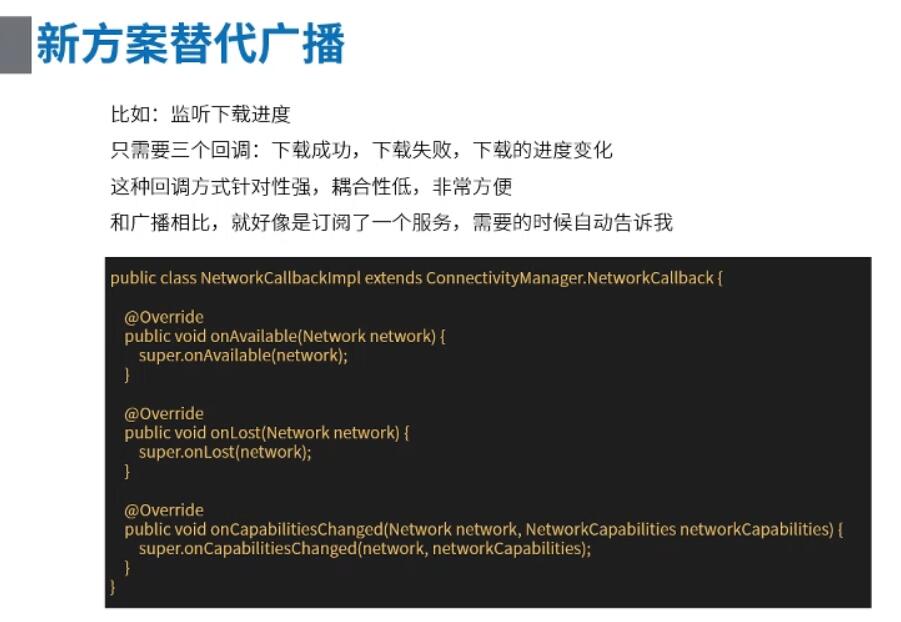 新方案替代广播
比如：监听下载进度
只需要三个回调：下载成功，下载失败，下载的进度变化
这种回调方式针对性强，耦合性低，非常方便
和广播相比，就好像是订阅了一个服务，需要的时候自动告诉我
public class NetworkCallbackImpl extends ConnectivityManager.NetworkCallback {
@Override
public void onAvailable(Network network) {
super.onAvailable(network);
}
@Override
public void onLost(Network network) {
super.onLost(network);
}
@Override
public void onCapabilitiesChanged(Network network, NetworkCapabilities networkCapabilities) {
super.onCapabilitiesChanged(network, networkCapabilities);
}
}